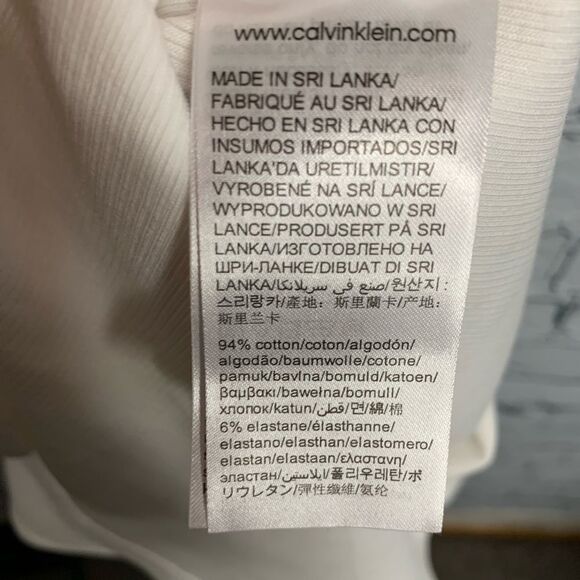 www.calvinklein.com
MADE IN SRI LANKA/
FABRIQUÉ AU SRI LANKA/
HECHO EN SRI LANKA CON
INSUMOS IMPORTADOS/SRI
LANKA'DA URETILMISTIR/
VYROBENÉ NA SRÍ LANCE/
WYPRODUKOWANO W SRI
LANCE/PRODUSERT PÅ SRI
LANKA/ИЗГОТОВЛЕНО НА
ШРИ-ЛАНКЕ/DIBUAT DI SRI
LANKA/صنع في سريلانكا/원산지 :
스리랑카/產地: 斯里蘭卡/产地:
斯里兰卡
94% cotton/coton/algodón/
algodão/baumwolle/cotone/
pamuk/bavlna/bomuld/katoen/
βαμβακι/bawełna/bomull/
хлопок/katun/قطن/면/綿/棉
6% elastane/élasthanne/
elastano/elasthan/elastomero/
elastan/elastaan/ελαστανη/
эластан/ايلاستين/폴리우레탄/ポ
リウレタン/彈性纖維/氨纶